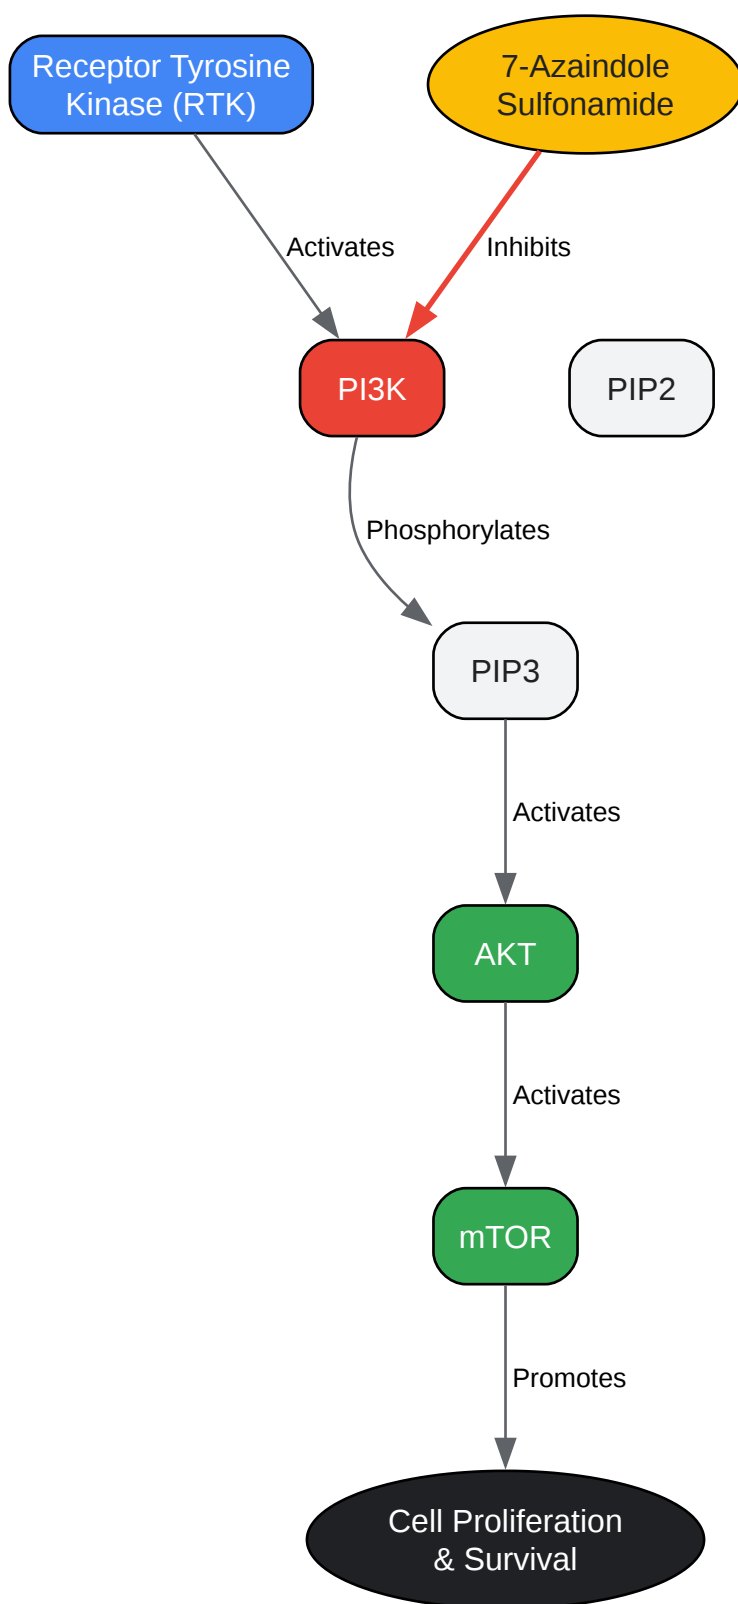 Receptor Tyrosine
Kinase (RTK)
7-Azaindole
Sulfonamide
Activates
Inhibits
PI3K
PIP2
Phosphorylates
PIP3
Activates
AKT
Activates
mTOR
Promotes
Cell Proliferation
& Survival